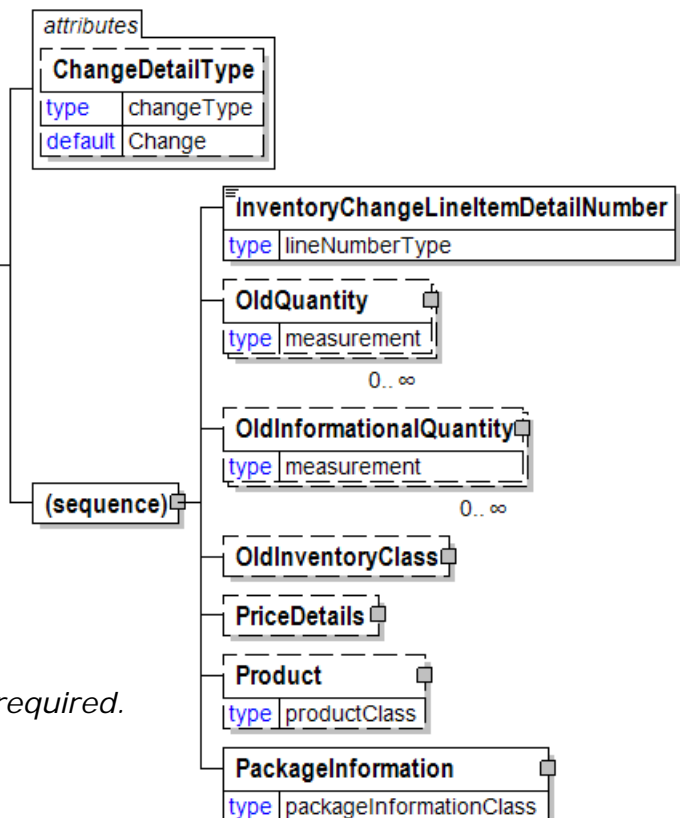 attributes
ChangeDetailType
type changeType
default Change
InventoryChangeLineItemDetailNumber
type lineNumberType
OldQuantity
type measurement
0.. ∞
OldInformationalQuantity
type measurement
0.. ∞
(sequence)
OldInventoryClass
PriceDetails
Product
required.
type productClass
PackageInformation
type packageInformationClass